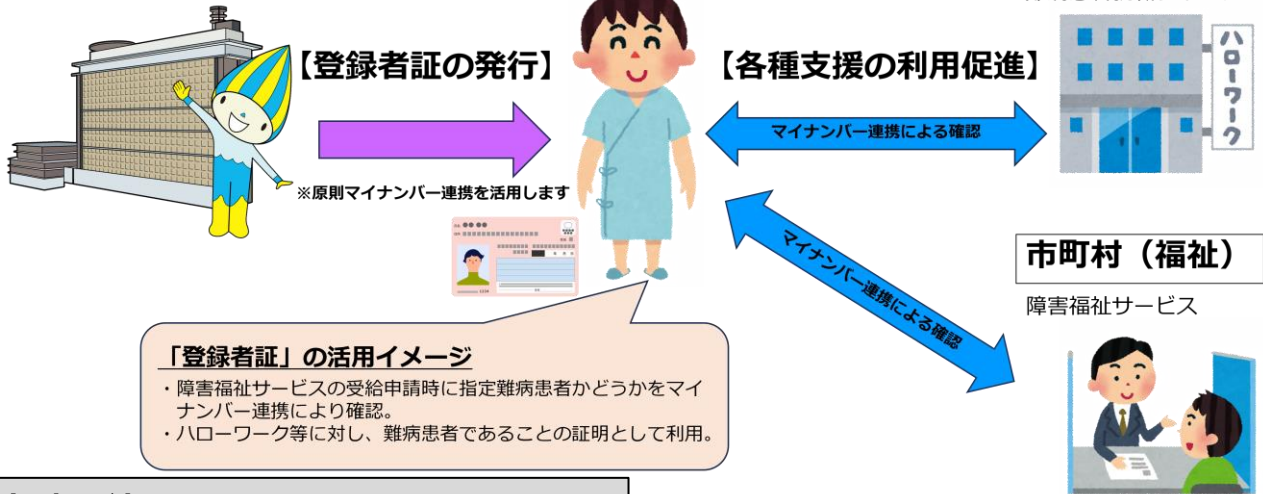 【登録者証の発行】
※原則マイナンバー連携を活用します
【各種支援の利用促進】
マイナンバー連携による確認
ハローワーク
マイナンバー連携による確認
市町村（福祉）
障害福祉サービス
「登録者証」の活用イメージ
・障害福祉サービスの受給申請時に指定難病患者かどうかをマイ
ナンバー連携により確認。
・ハローワーク等に対し、難病患者であることの証明として利用。